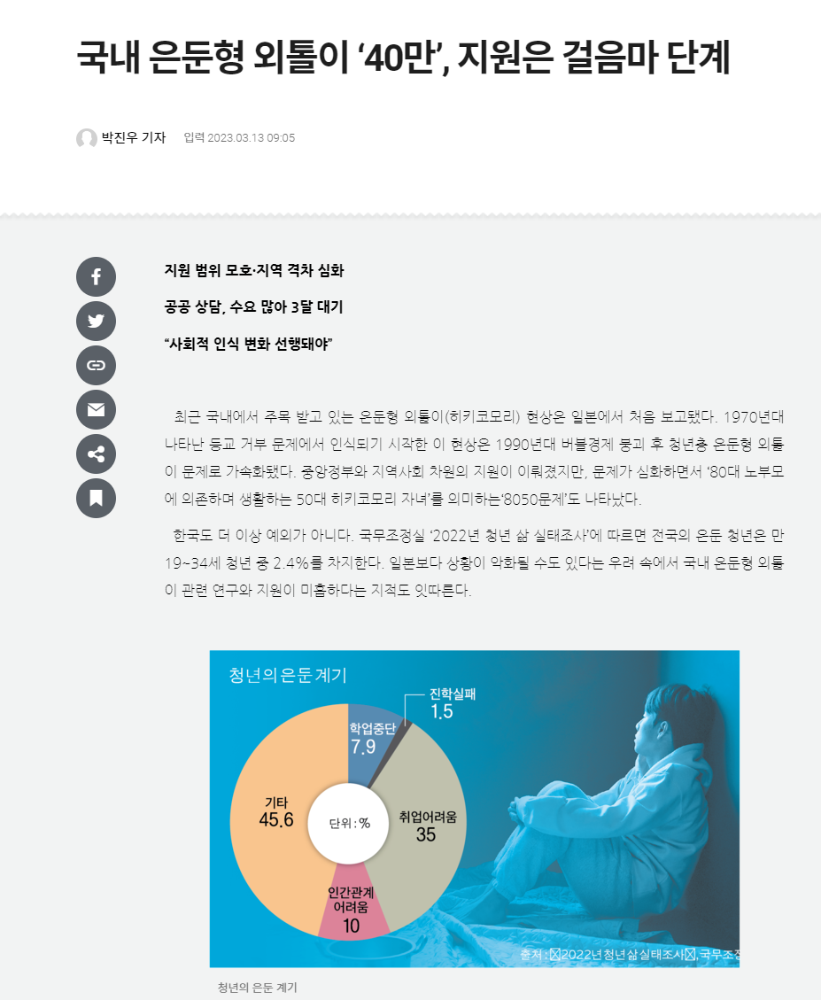 국내 은둔형 외톨이 ‘40만’, 지원은 걸음마 단계
박진우 기자 입력 2023.03.13 09:05
지원 범위 모호·지역 격차 심화
공공 상담, 수요 많아 3달 대기
“사회적 인식 변화 선행돼야”
최근 국내에서 주목 받고 있는 은둔형 외톨이(히키코모리) 현상은 일본에서 처음 보고됐다. 1970년대
나타난 등교 거부 문제에서 인식되기 시작한 이 현상은 1990년대 버블경제 붕괴 후 청년층 은둔형 외톨
이 문제로 가속화됐다. 중앙정부와 지역사회 차원의 지원이 이뤄졌지만, 문제가 심화하면서 ‘80대 노부모
에 의존하며 생활하는 50대 히키코모리 자녀’를 의미하는‘8050문제’도 나타났다.
한국도 더 이상 예외가 아니다. 국무조정실 ‘2022년 청년 삶 실태조사’에 따르면 전국의 은둔 청년은 만
19~34세 청년 중 2.4%를 차지한다. 일본보다 상황이 악화될 수도 있다는 우려 속에서 국내 은둔형 외톨
이 관련 연구와 지원이 미흡하다는 지적도 잇따른다.
청년의 은둔 계기
진학실패
1.5
학업중단
7.9
기타
45.6
단위 : %
취업어려움
35
인간관계
어려움
10
출처 : 2022년 청년 삶 실태조사, 국무조정
청년의 은둔 계기